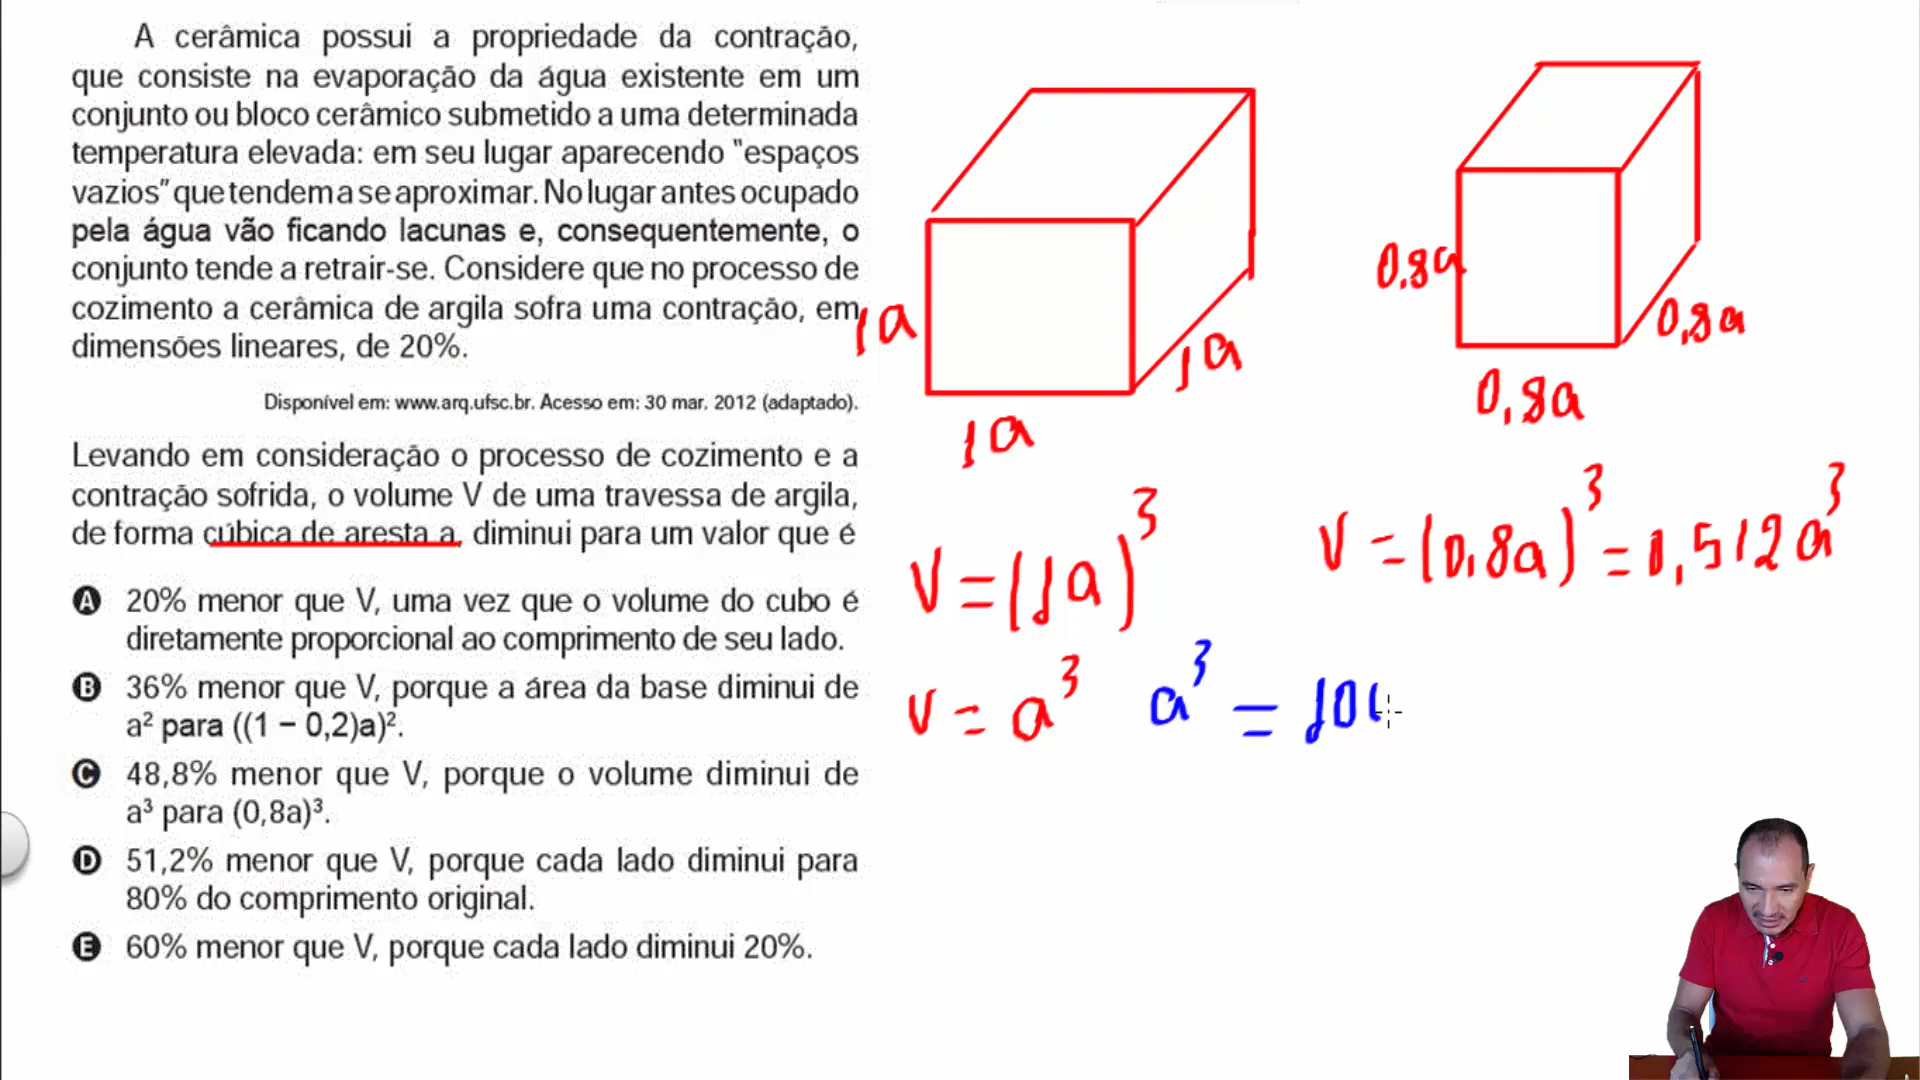 A cerâmica possui a propriedade da contração,
que consiste na evaporação da água existente em um
conjunto ou bloco cerâmico submetido a uma determinada
temperatura elevada: em seu lugar aparecendo "espaços
vazios" que tendem a se aproximar. No lugar antes ocupado
pela água vão ficando lacunas e, consequentemente, o
conjunto tende a retrair-se. Considere que no processo de
cozimento a cerâmica de argila sofra uma contração, em
dimensões lineares, de 20%.
Disponível em: www.arq.ufsc.br. Acesso em: 30 mar. 2012 (adaptado).
Levando em consideração o processo de cozimento e a
contração sofrida, o volume V de uma travessa de argila,
de forma cúbica de aresta a, diminui para um valor que é
A 20% menor que V, uma vez que o volume do cubo é
diretamente proporcional ao comprimento de seu lado.
B 36% menor que V, porque a área da base diminui de
a² para ((1 − 0,2)a)².
C 48,8% menor que V, porque o volume diminui de
a³ para (0,8a)³.
D 51,2% menor que V, porque cada lado diminui para
80% do comprimento original.
E 60% menor que V, porque cada lado diminui 20%.
1a
1a
1a
0.8a
0,8a
0,8a
V = (1a)³
V = (0,8a)³ = 0,512a³
V = a³
a³ = 10